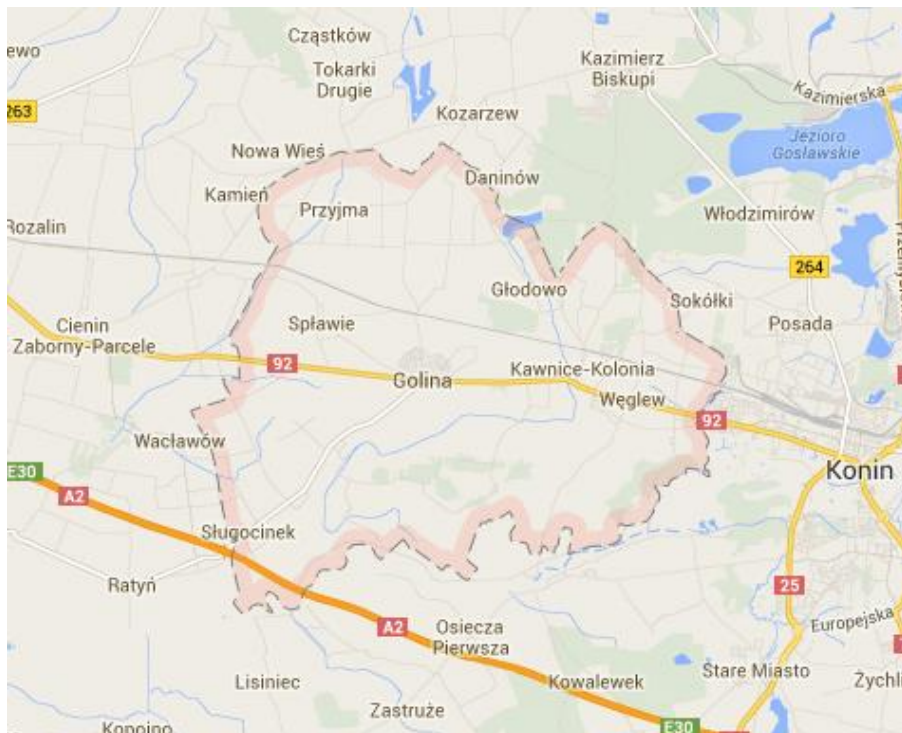 Cząstków
ewo
Tokarki
Drugie
Kazimierz
Biskupi
Kazimierska
263
Kozarzew
Jezioro
Gosławskie
Nowa Wieś
Daninów
Kamień
Przyjma
Włodzimirów
Rozalin
264
Głodowo
Sokółki
Cienin
Zaborny-Parcele
Spławie
Posada
92
Golina
Kawnice-Kolonia
Węglew
92
Wacławów
Konin
E30
A2
Sługocinek
Ratyń
25
Europejska
A2
Osiecza
Pierwsza
Stare Miasto
Lisiniec
Kowalewek
Żychli
Zastruże
E30